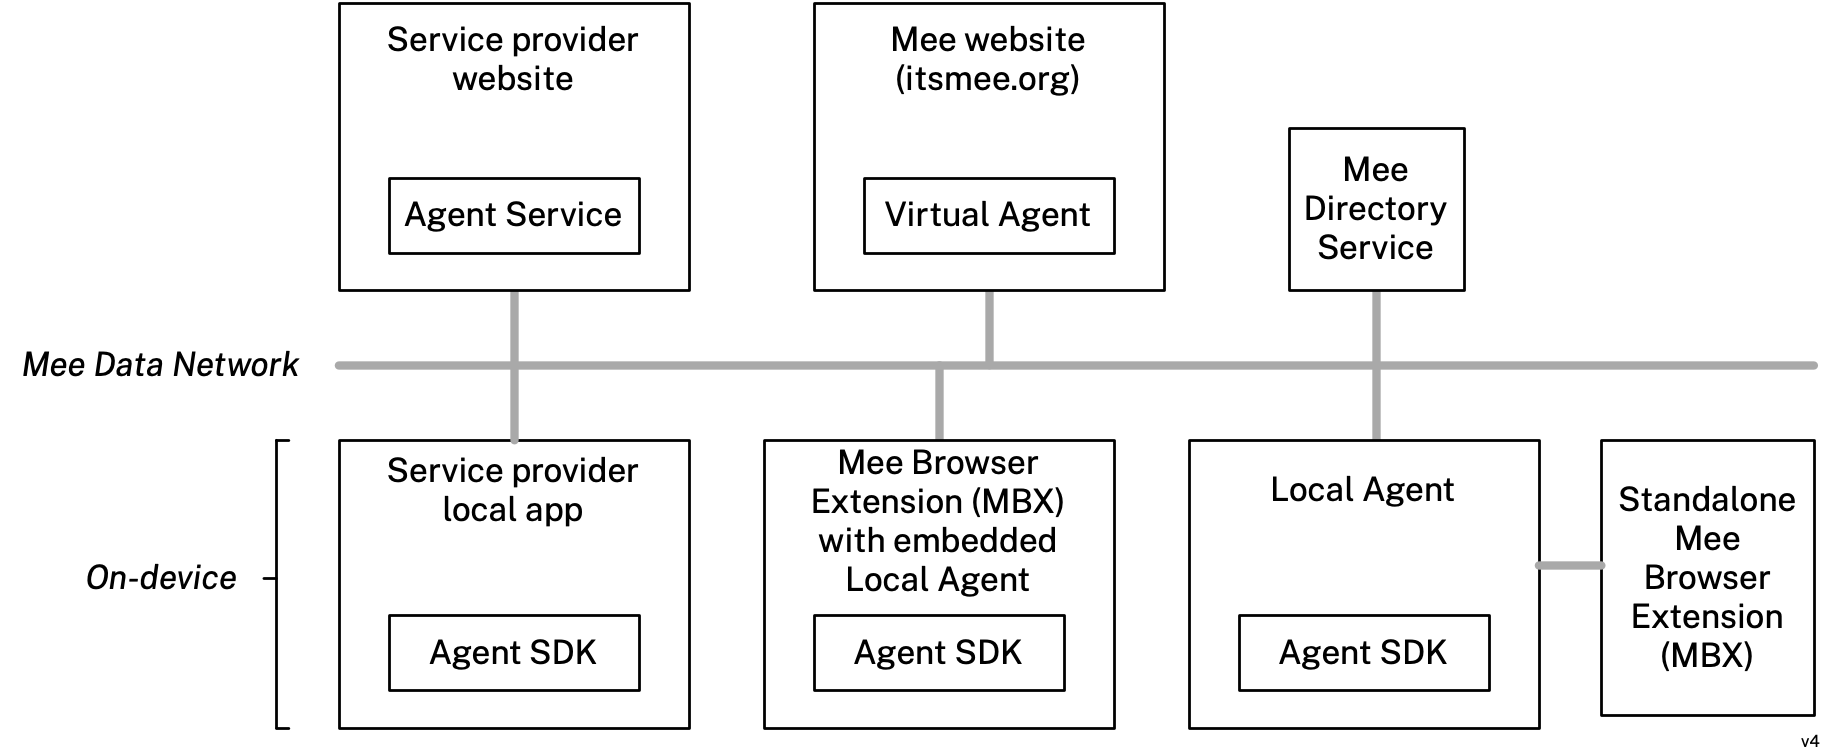 Service provider
website
Agent Service
Mee website
(itsmee.org)
Virtual Agent
Mee
Directory
Service
Mee Data Network
On-device
Service provider
local app
Agent SDK
Mee Browser
Extension (MBX)
with embedded
Local Agent
Agent SDK
Local Agent
Agent SDK
Standalone
Mee
Browser
Extension
(MBX)
v4